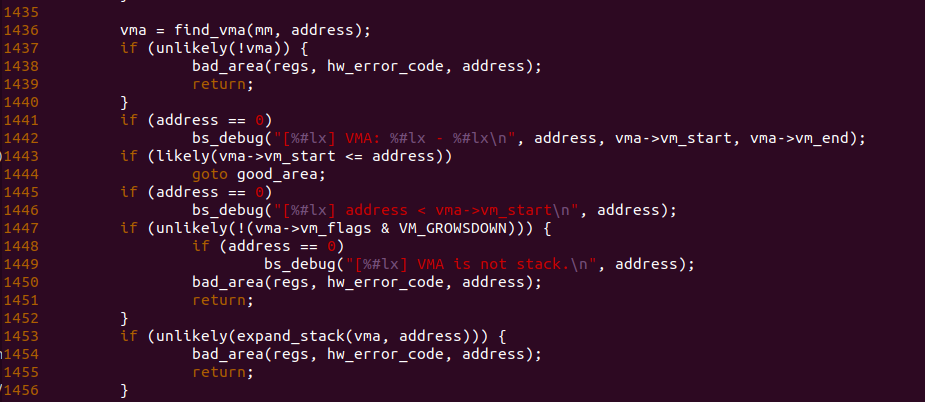 1435
1436 vma = find_vma(mm, address);
1437 if (unlikely(!vma)) {
1438 bad_area(regs, hw_error_code, address);
1439 return;
1440 }
1441 if (address == 0)
1442 bs_debug("[%#lx] VMA: %#lx - %#lx\n", address, vma->vm_start, vma->vm_end);
1443 if (likely(vma->vm_start <= address))
1444 goto good_area;
1445 if (address == 0)
1446 bs_debug("[%#lx] address < vma->vm_start\n", address);
1447 if (unlikely(!(vma->vm_flags & VM_GROWSDOWN))) {
1448 if (address == 0)
1449 bs_debug("[%#lx] VMA is not stack.\n", address);
1450 bad_area(regs, hw_error_code, address);
1451 return;
1452 }
1453 if (unlikely(expand_stack(vma, address))) {
1454 bad_area(regs, hw_error_code, address);
1455 return;
1456 }